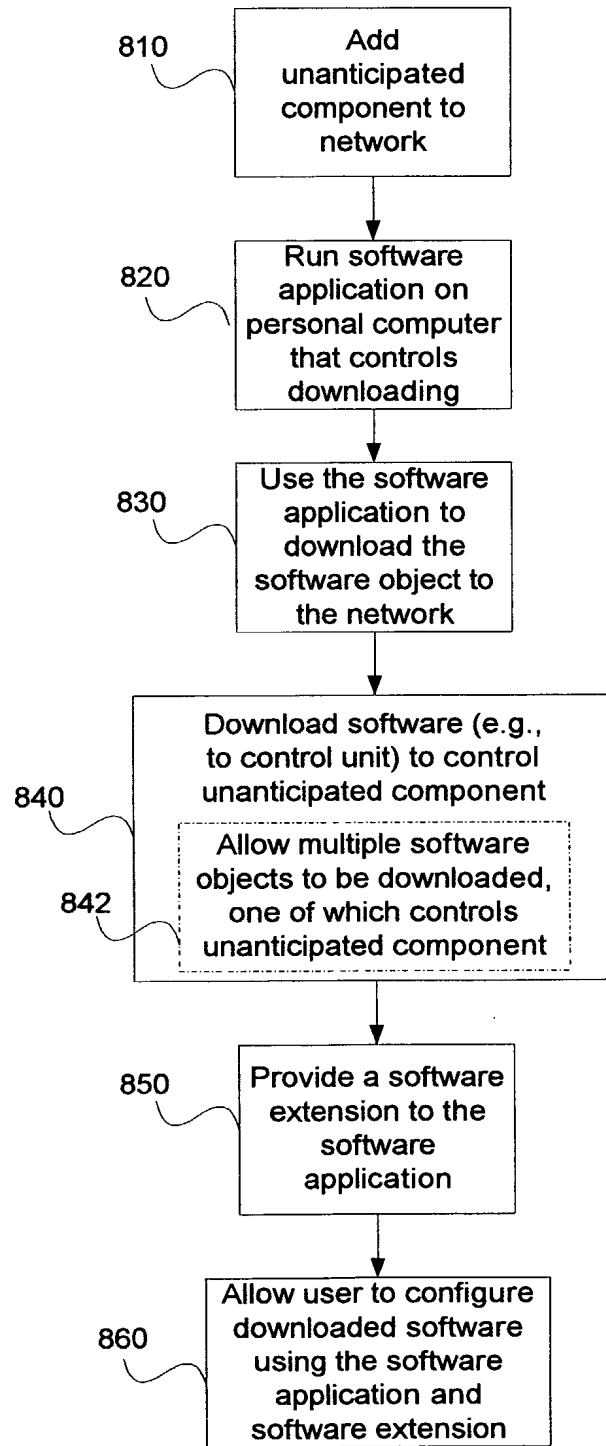 810
Add
unanticipated
component to
network
820
Run software
application on
personal computer
that controls
downloading
830
Use the software
application to
download the
software object to
the network
840
Download software (e.g.,
to control unit) to control
unanticipated component
842
Allow multiple software
objects to be downloaded,
one of which controls
unanticipated component
850
Provide a software
extension to the
software
application
860
Allow user to configure
downloaded software
using the software
application and
software extension